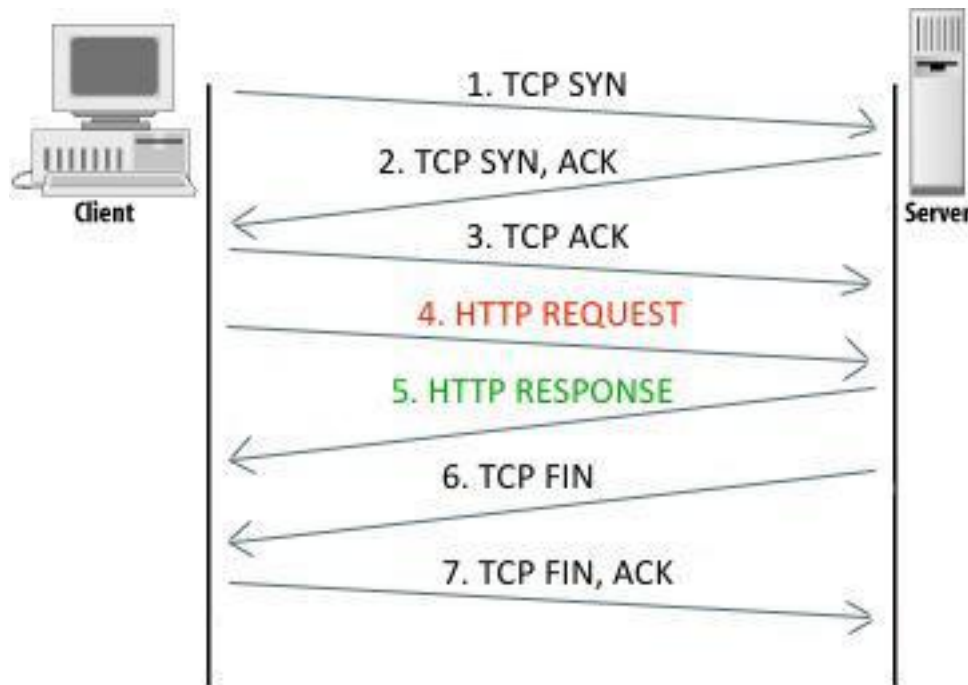 1. TCP SYN
2. TCP SYN, ACK
Client
Server
3. TCP ACK
4. HTTP REQUEST
5. HTTP RESPONSE
6. TCP FIN
7. TCP FIN, ACK